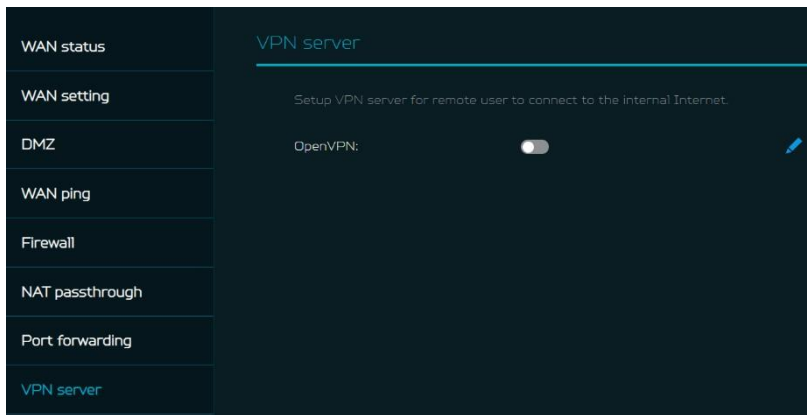 WAN status
WAN setting
DMZ
WAN ping
Firewall
NAT passthrough
Port forwarding
VPN server
VPN server
Setup VPN server for remote user to connect to the internal Internet.
OpenVPN: